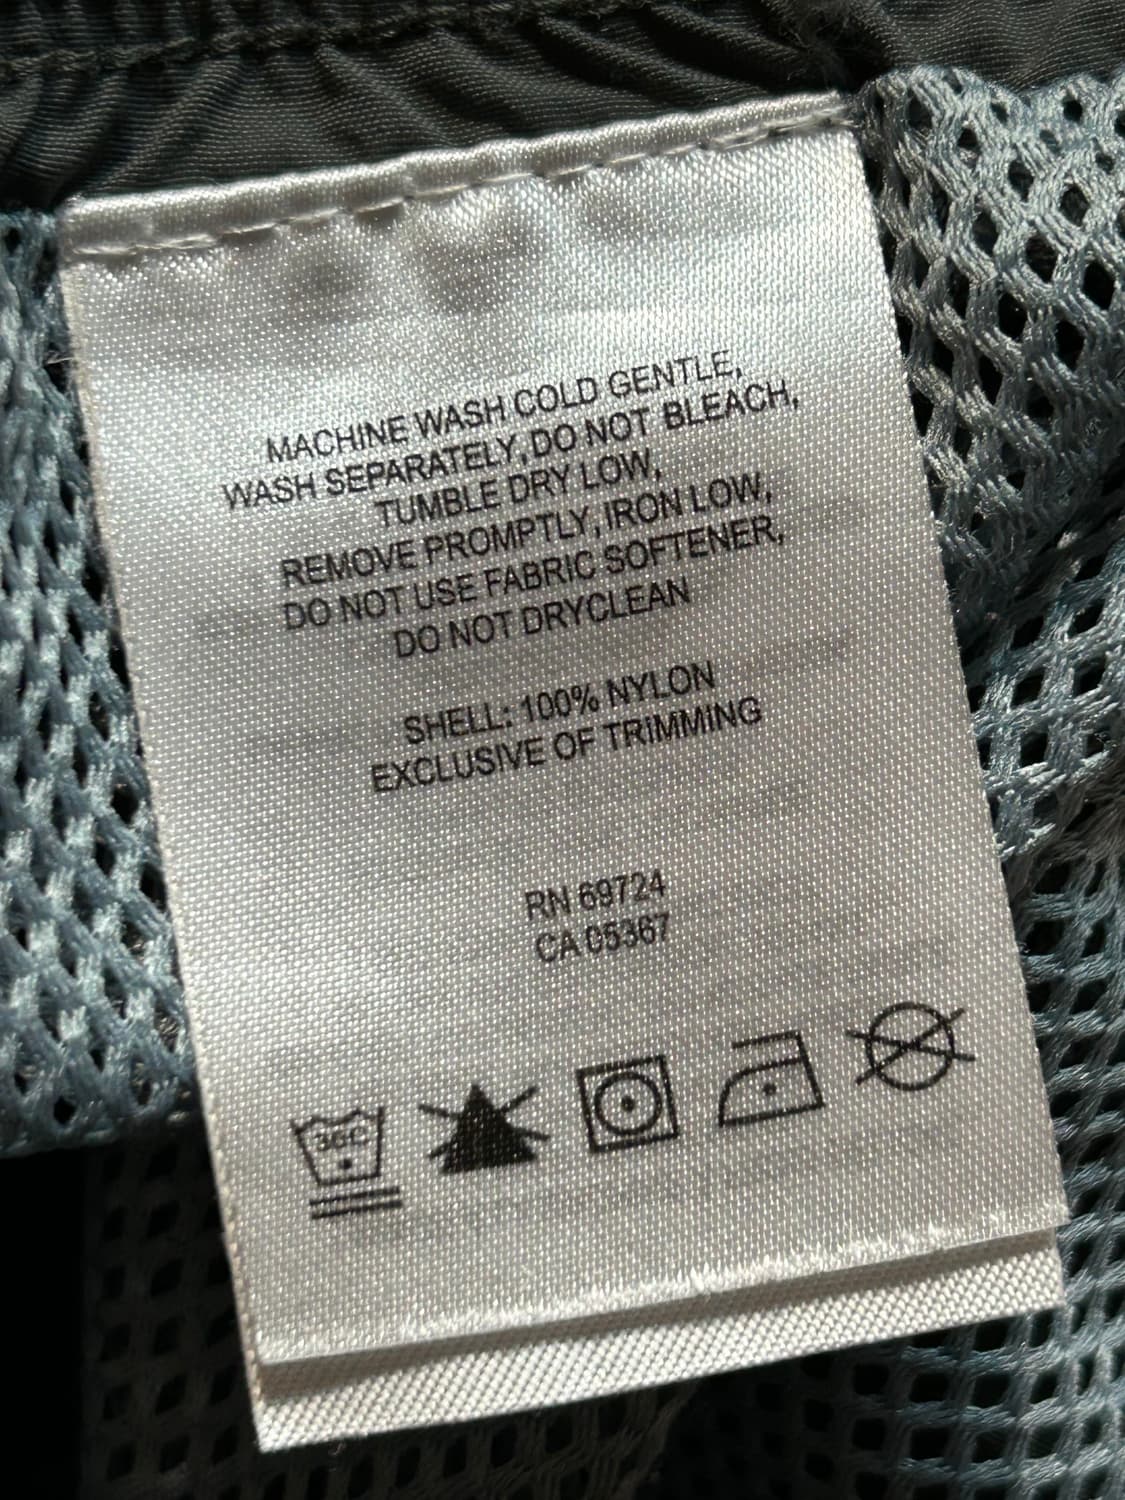 MACHINE WASH COLD GENTLE,
WASH SEPARATELY, DO NOT BLEACH,
TUMBLE DRY LOW,
REMOVE PROMPTLY, IRON LOW,
DO NOT USE FABRIC SOFTENER,
DO NOT DRYCLEAN
SHELL: 100% NYLON
EXCLUSIVE OF TRIMMING
RN 69724
CA 05367
30C